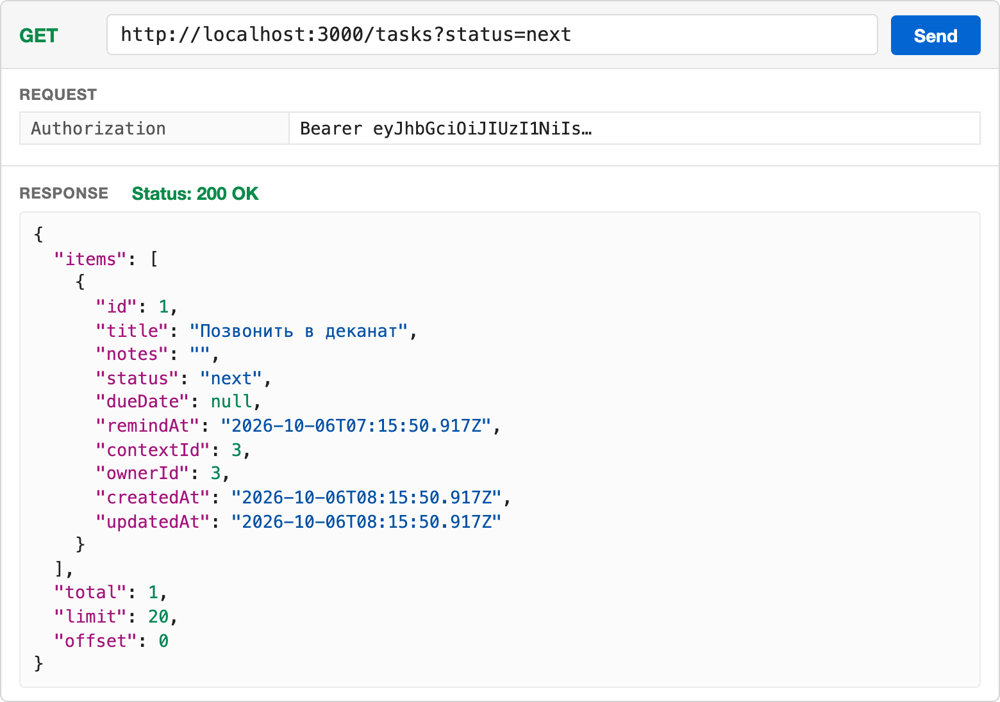 GET http://localhost:3000/tasks?status=next Send
REQUEST
Authorization Bearer eyJhbGciOiJIUzI1NiIs…
RESPONSE Status: 200 OK
{
  "items": [
    {
      "id": 1,
      "title": "Позвонить в деканат",
      "notes": "",
      "status": "next",
      "dueDate": null,
      "remindAt": "2026-10-06T07:15:50.917Z",
      "contextId": 3,
      "ownerId": 3,
      "createdAt": "2026-10-06T08:15:50.917Z",
      "updatedAt": "2026-10-06T08:15:50.917Z"
    }
  ],
  "total": 1,
  "limit": 20,
  "offset": 0
}